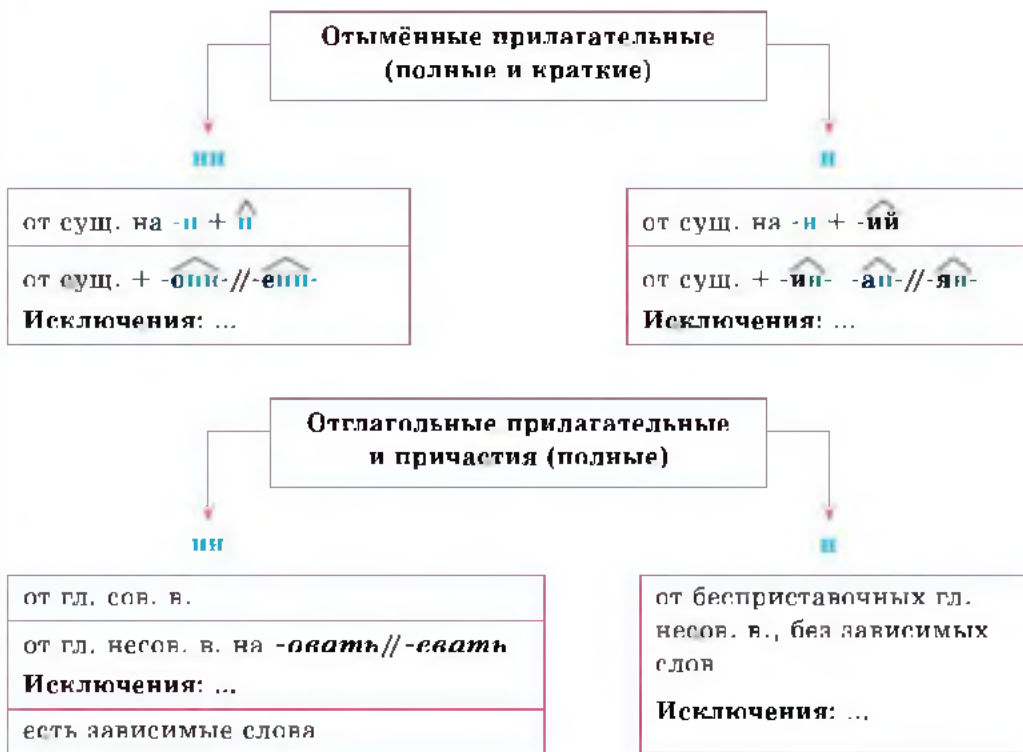 Отымённые прилагательные
(полные и краткие)
нн
н
от сущ. на -н + н
от сущ. + -онн-//-енн-
Исключения: ...
от сущ. на -н + -ий
от сущ. + -ин- -ан-//-ян-
Исключения: ...
Отглагольные прилагательные
и причастия (полные)
нн
н
от гл. сов. в.
от гл. несов. в. на -овать//-евать
Исключения: ...
есть зависимые слова
от бесприставочных гл.
несов. в., без зависимых
слов
Исключения: ...